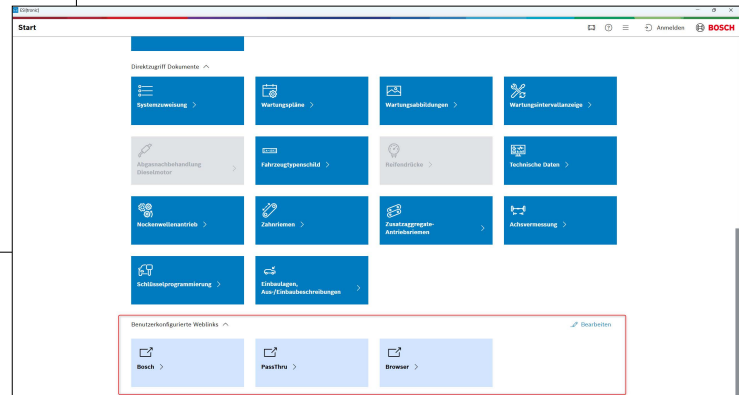 ESI[tronic]
Start
Anmelden
BOSCH
Direktzugriff Dokumente
Systemzuweisung
Wartungspläne
Wartungsabbildungen
Wartungsintervallanzeige
Abgasnachbehandlung
Dieselmotor
Fahrzeugtypenschild
Reifendrücke
Technische Daten
Nockenwellenantrieb
Zahnriemen
Zusatzaggregate-
Antriebsriemen
Achsvermessung
Schlüsselprogrammierung
Einbaulagen,
Aus-/Einbaubeschreibungen
Benutzerkonfigurierte Weblinks
Bearbeiten
Bosch
PassThru
Browser